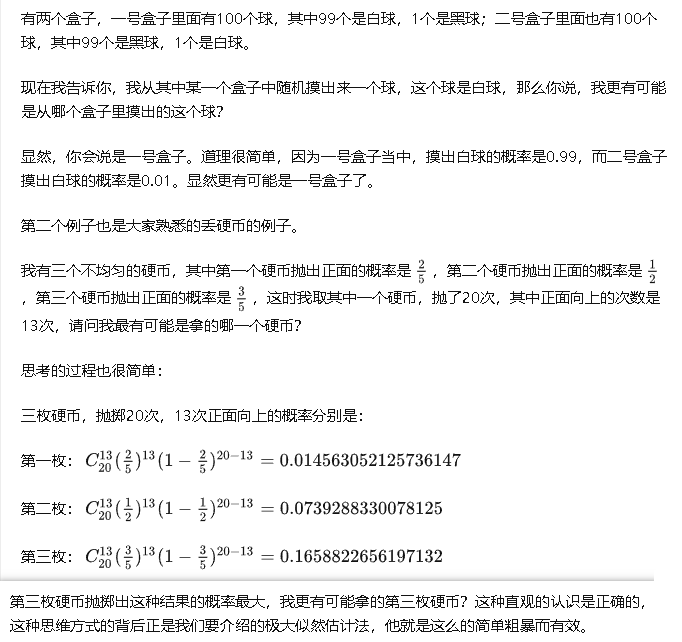 有两个盒子，一号盒子里面有100个球，其中99个是白球，1个是黑球；二号盒子里面也有100个
球，其中99个是黑球，1个是白球。
现在我告诉你，我从其中某一个盒子中随机摸出来一个球，这个球是白球，那么你说，我更有可能
是从哪个盒子里摸出的这个球？
显然，你会说是一号盒子。道理很简单，因为一号盒子当中，摸出白球的概率是0.99，而二号盒子
摸出白球的概率是0.01。显然更有可能是一号盒子了。
第二个例子也是大家熟悉的丢硬币的例子。
我有三个不均匀的硬币，其中第一个硬币抛出正面的概率是 2/5 ，第二个硬币抛出正面的概率是 1/2
，第三个硬币抛出正面的概率是 3/5 ，这时我取其中一个硬币，抛了20次，其中正面向上的次数是
13次，请问我最有可能是拿的哪一个硬币？
思考的过程也很简单：
三枚硬币，抛掷20次，13次正面向上的概率分别是：
第一枚： C_{20}^{13}(2/5)^{13}(1 − 2/5)^{20−13} = 0.014563052125736147
第二枚： C_{20}^{13}(1/2)^{13}(1 − 1/2)^{20−13} = 0.0739288330078125
第三枚： C_{20}^{13}(3/5)^{13}(1 − 3/5)^{20−13} = 0.1658822656197132
第三枚硬币抛掷出这种结果的概率最大，我更有可能拿的第三枚硬币？这种直观的认识是正确的，
这种思维方式的背后正是我们要介绍的极大似然估计法，他就是这么的简单粗暴而有效。